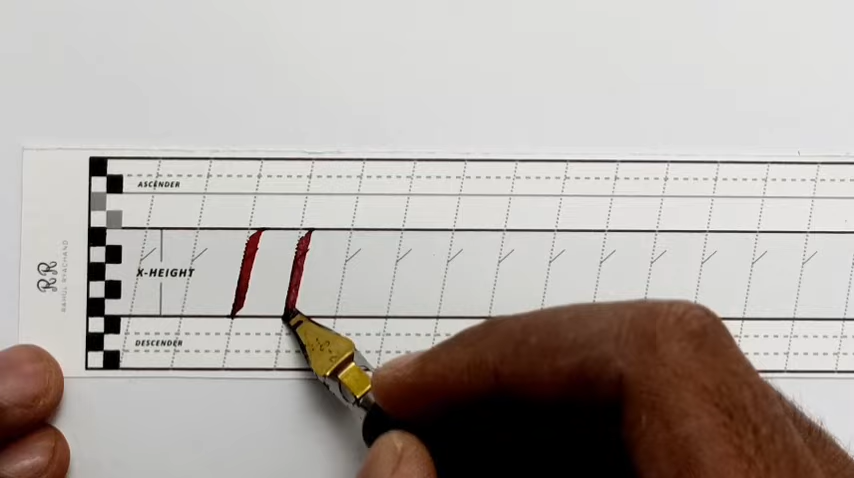 ASCENDER
X-HEIGHT
DESCENDER
RR
RAHUL RYACHAND